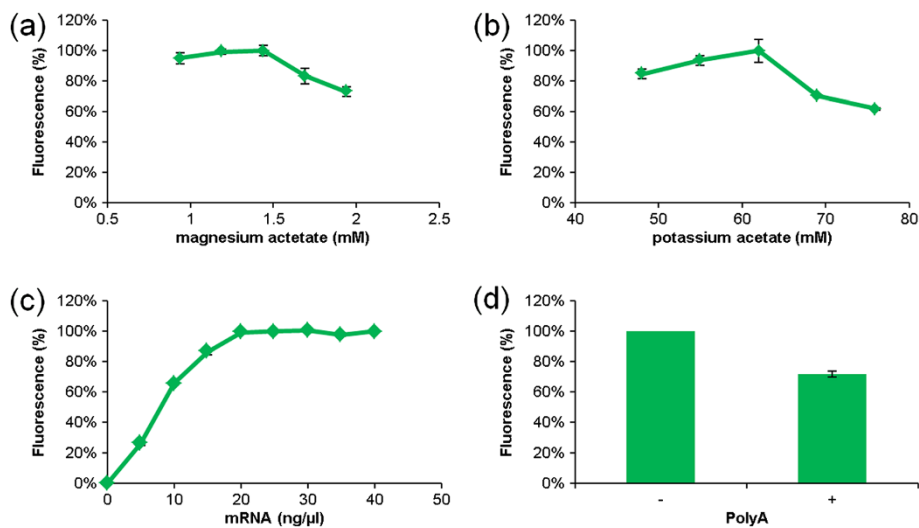 (a)
120%
100%
80%
60%
40%
20%
0%
Fluorescence (%)
0.5 1 1.5 2 2.5
magnesium actetate (mM)
(b)
120%
100%
80%
60%
40%
20%
0%
Fluorescence (%)
40 50 60 70 80
potassium acetate (mM)
(c)
120%
100%
80%
60%
40%
20%
0%
Fluorescence (%)
0 10 20 30 40 50
mRNA (ng/µl)
(d)
120%
100%
80%
60%
40%
20%
0%
Fluorescence (%)
- +
PolyA